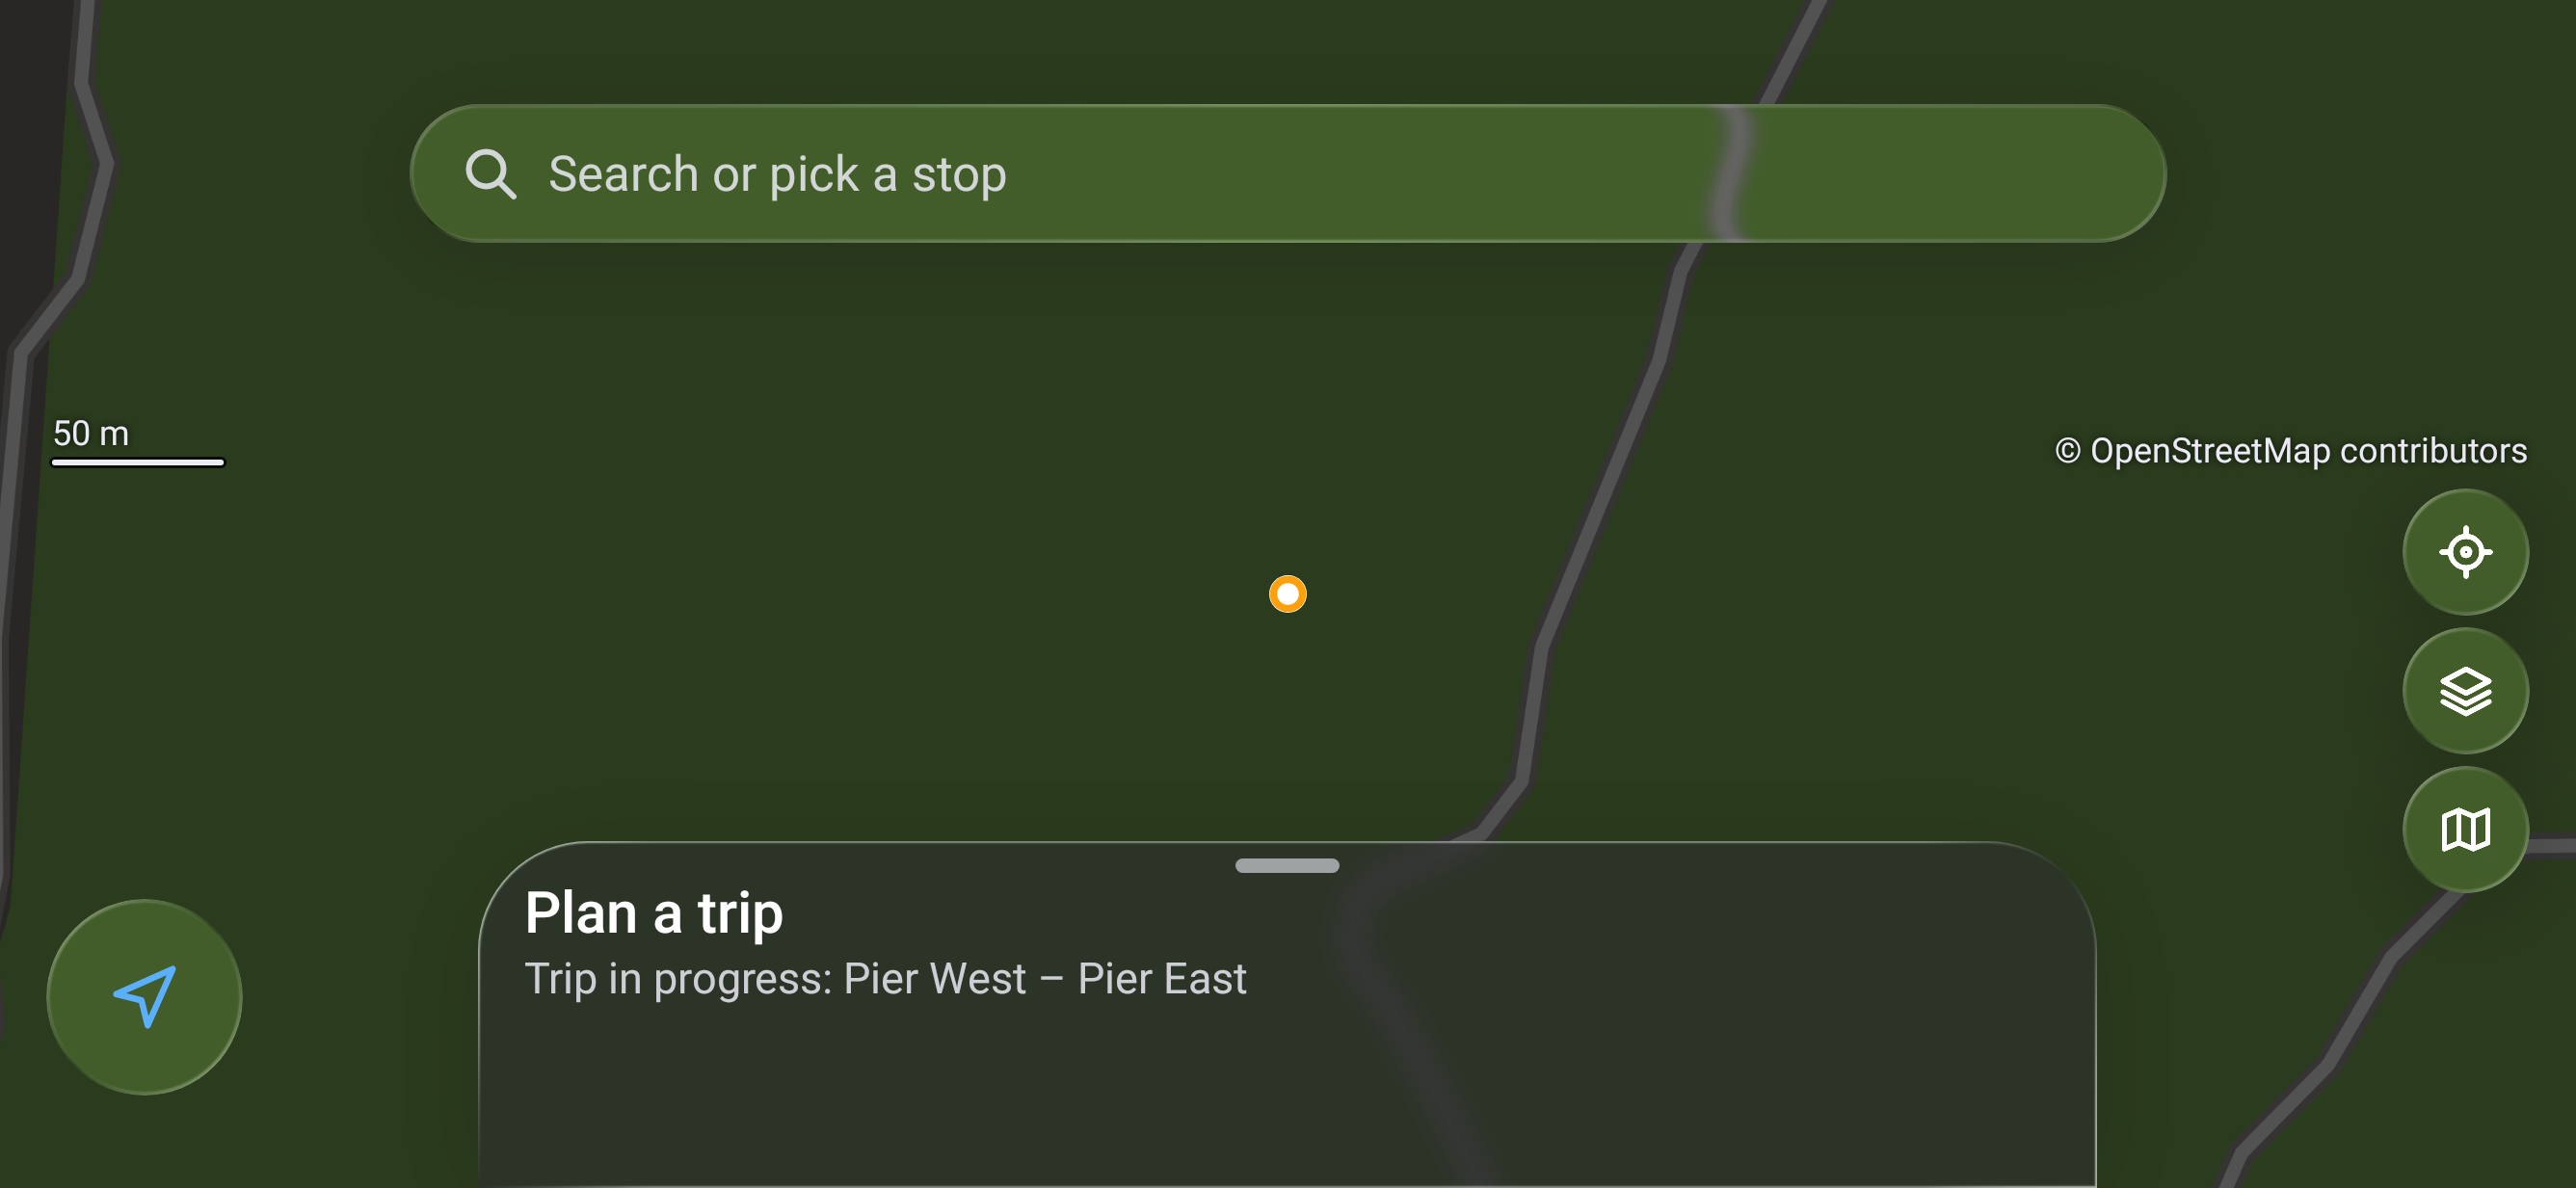 Search or pick a stop
50 m
© OpenStreetMap contributors
Plan a trip
Trip in progress: Pier West – Pier East